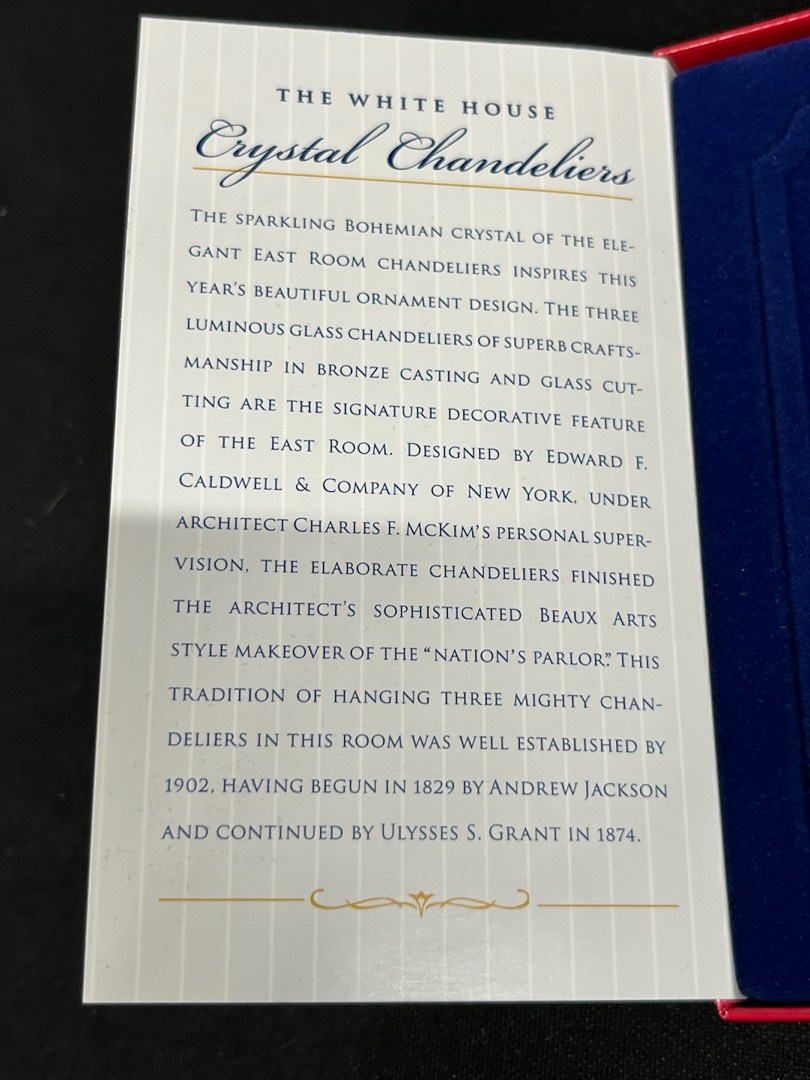 THE WHITE HOUSE
Crystal Chandeliers
THE SPARKLING BOHEMIAN CRYSTAL OF THE ELE-
GANT EAST ROOM CHANDELIERS INSPIRES THIS
YEAR'S BEAUTIFUL ORNAMENT DESIGN. THE THREE
LUMINOUS GLASS CHANDELIERS OF SUPERB CRAFTS-
MANSHIP IN BRONZE CASTING AND GLASS CUT-
TING ARE THE SIGNATURE DECORATIVE FEATURE
OF THE EAST ROOM. DESIGNED BY EDWARD F.
CALDWELL & COMPANY OF NEW YORK, UNDER
ARCHITECT CHARLES F. MCKIM'S PERSONAL SUPER-
VISION, THE ELABORATE CHANDELIERS FINISHED
THE ARCHITECT'S SOPHISTICATED BEAUX ARTS
STYLE MAKEOVER OF THE "NATION'S PARLOR." THIS
TRADITION OF HANGING THREE MIGHTY CHAN-
DELIERS IN THIS ROOM WAS WELL ESTABLISHED BY
1902, HAVING BEGUN IN 1829 BY ANDREW JACKSON
AND CONTINUED BY ULYSSES S. GRANT IN 1874.